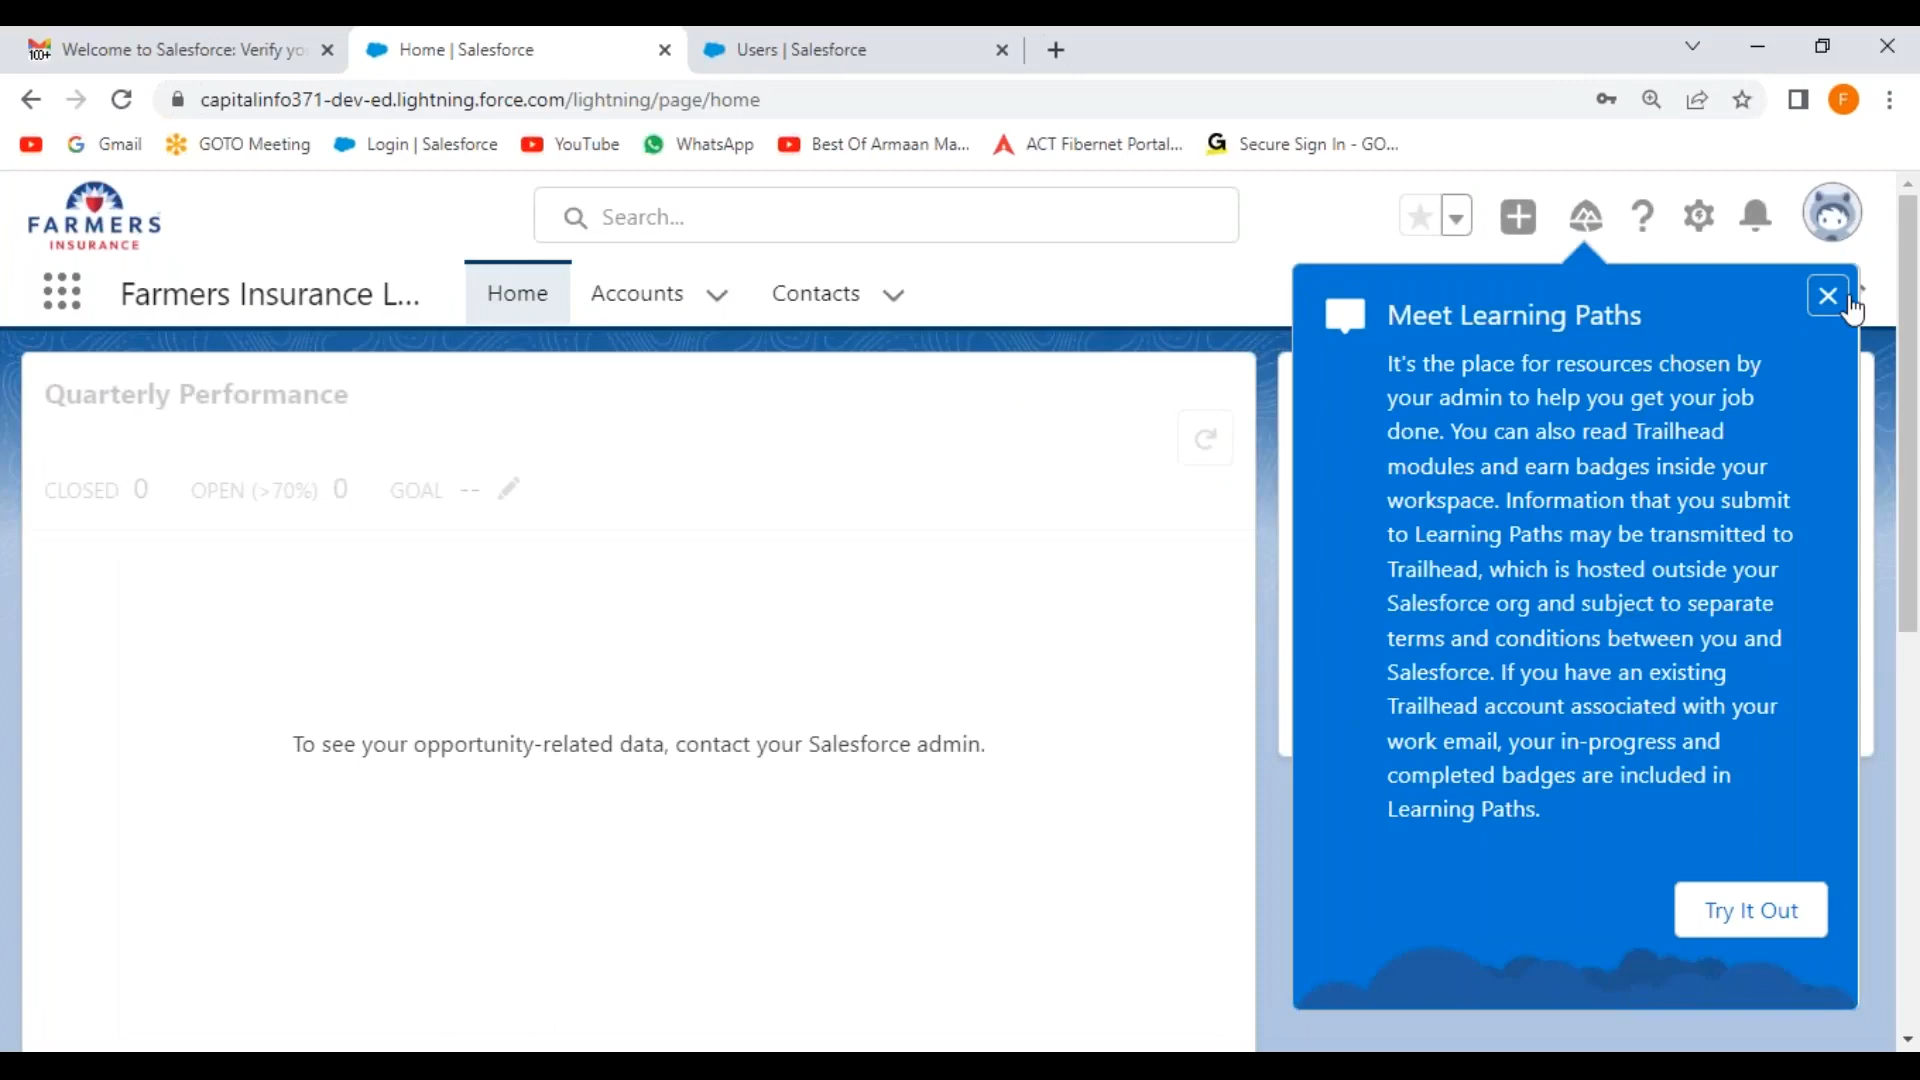 100+ Welcome to Salesforce: Verify yo
Home | Salesforce
Users | Salesforce
capitalinfo371-dev-ed.lightning.force.com/lightning/page/home
F
Gmail
GOTO Meeting
Login | Salesforce
YouTube
WhatsApp
Best Of Armaan Ma...
ACT Fibernet Portal...
Secure Sign In - GO...
FARMERS
INSURANCE
Search...
Farmers Insurance L...
Home
Accounts
Contacts
Meet Learning Paths
It's the place for resources chosen by
your admin to help you get your job
done. You can also read Trailhead
modules and earn badges inside your
workspace. Information that you submit
to Learning Paths may be transmitted to
Trailhead, which is hosted outside your
Salesforce org and subject to separate
terms and conditions between you and
Salesforce. If you have an existing
Trailhead account associated with your
work email, your in-progress and
completed badges are included in
Learning Paths.
Try It Out
Quarterly Performance
CLOSED 0 OPEN (>70%) 0 GOAL --
To see your opportunity-related data, contact your Salesforce admin.